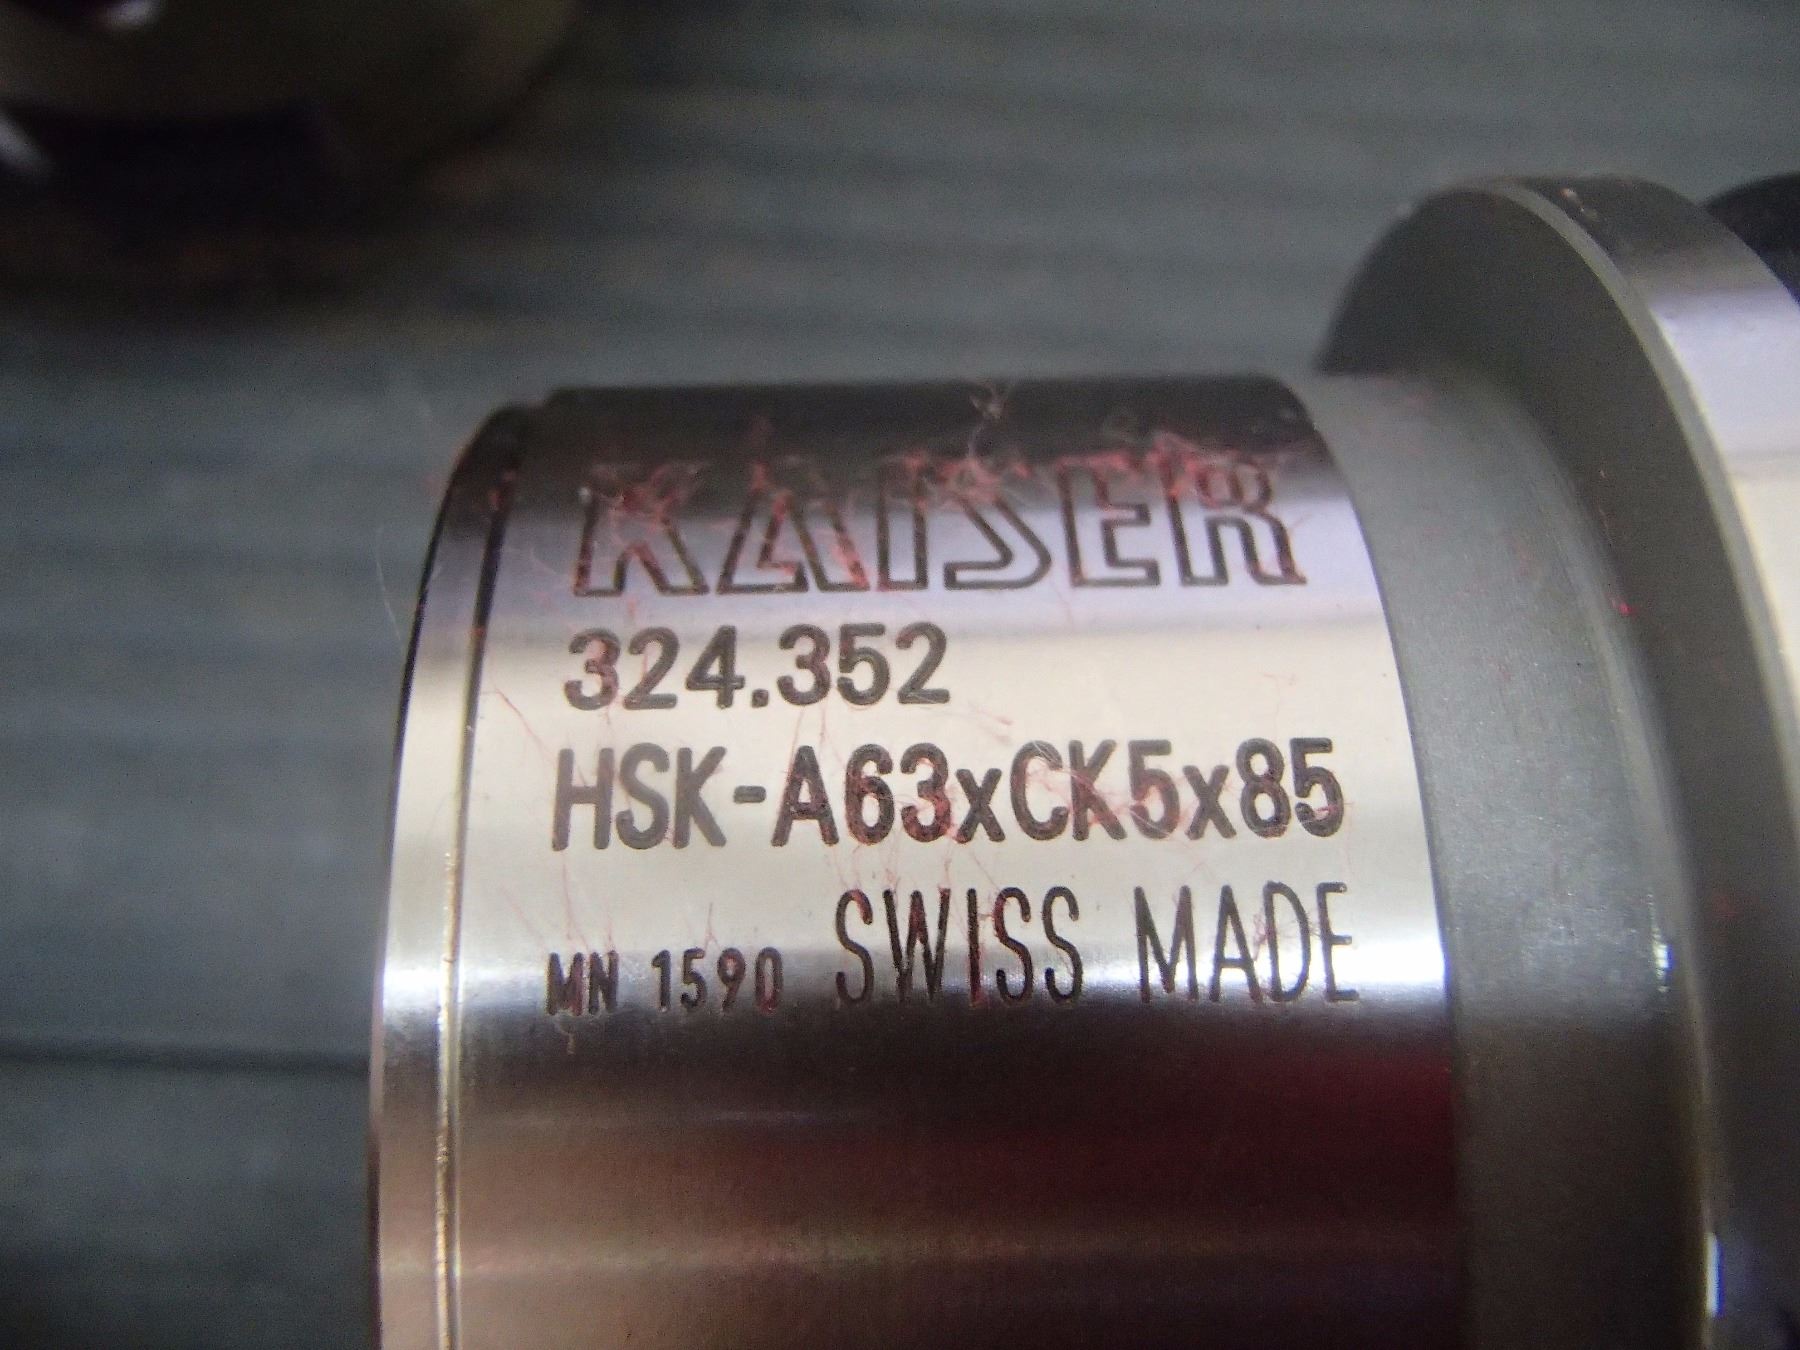 KAISER
324.352
HSK-A63xCK5x85
MN 1590 SWISS MADE